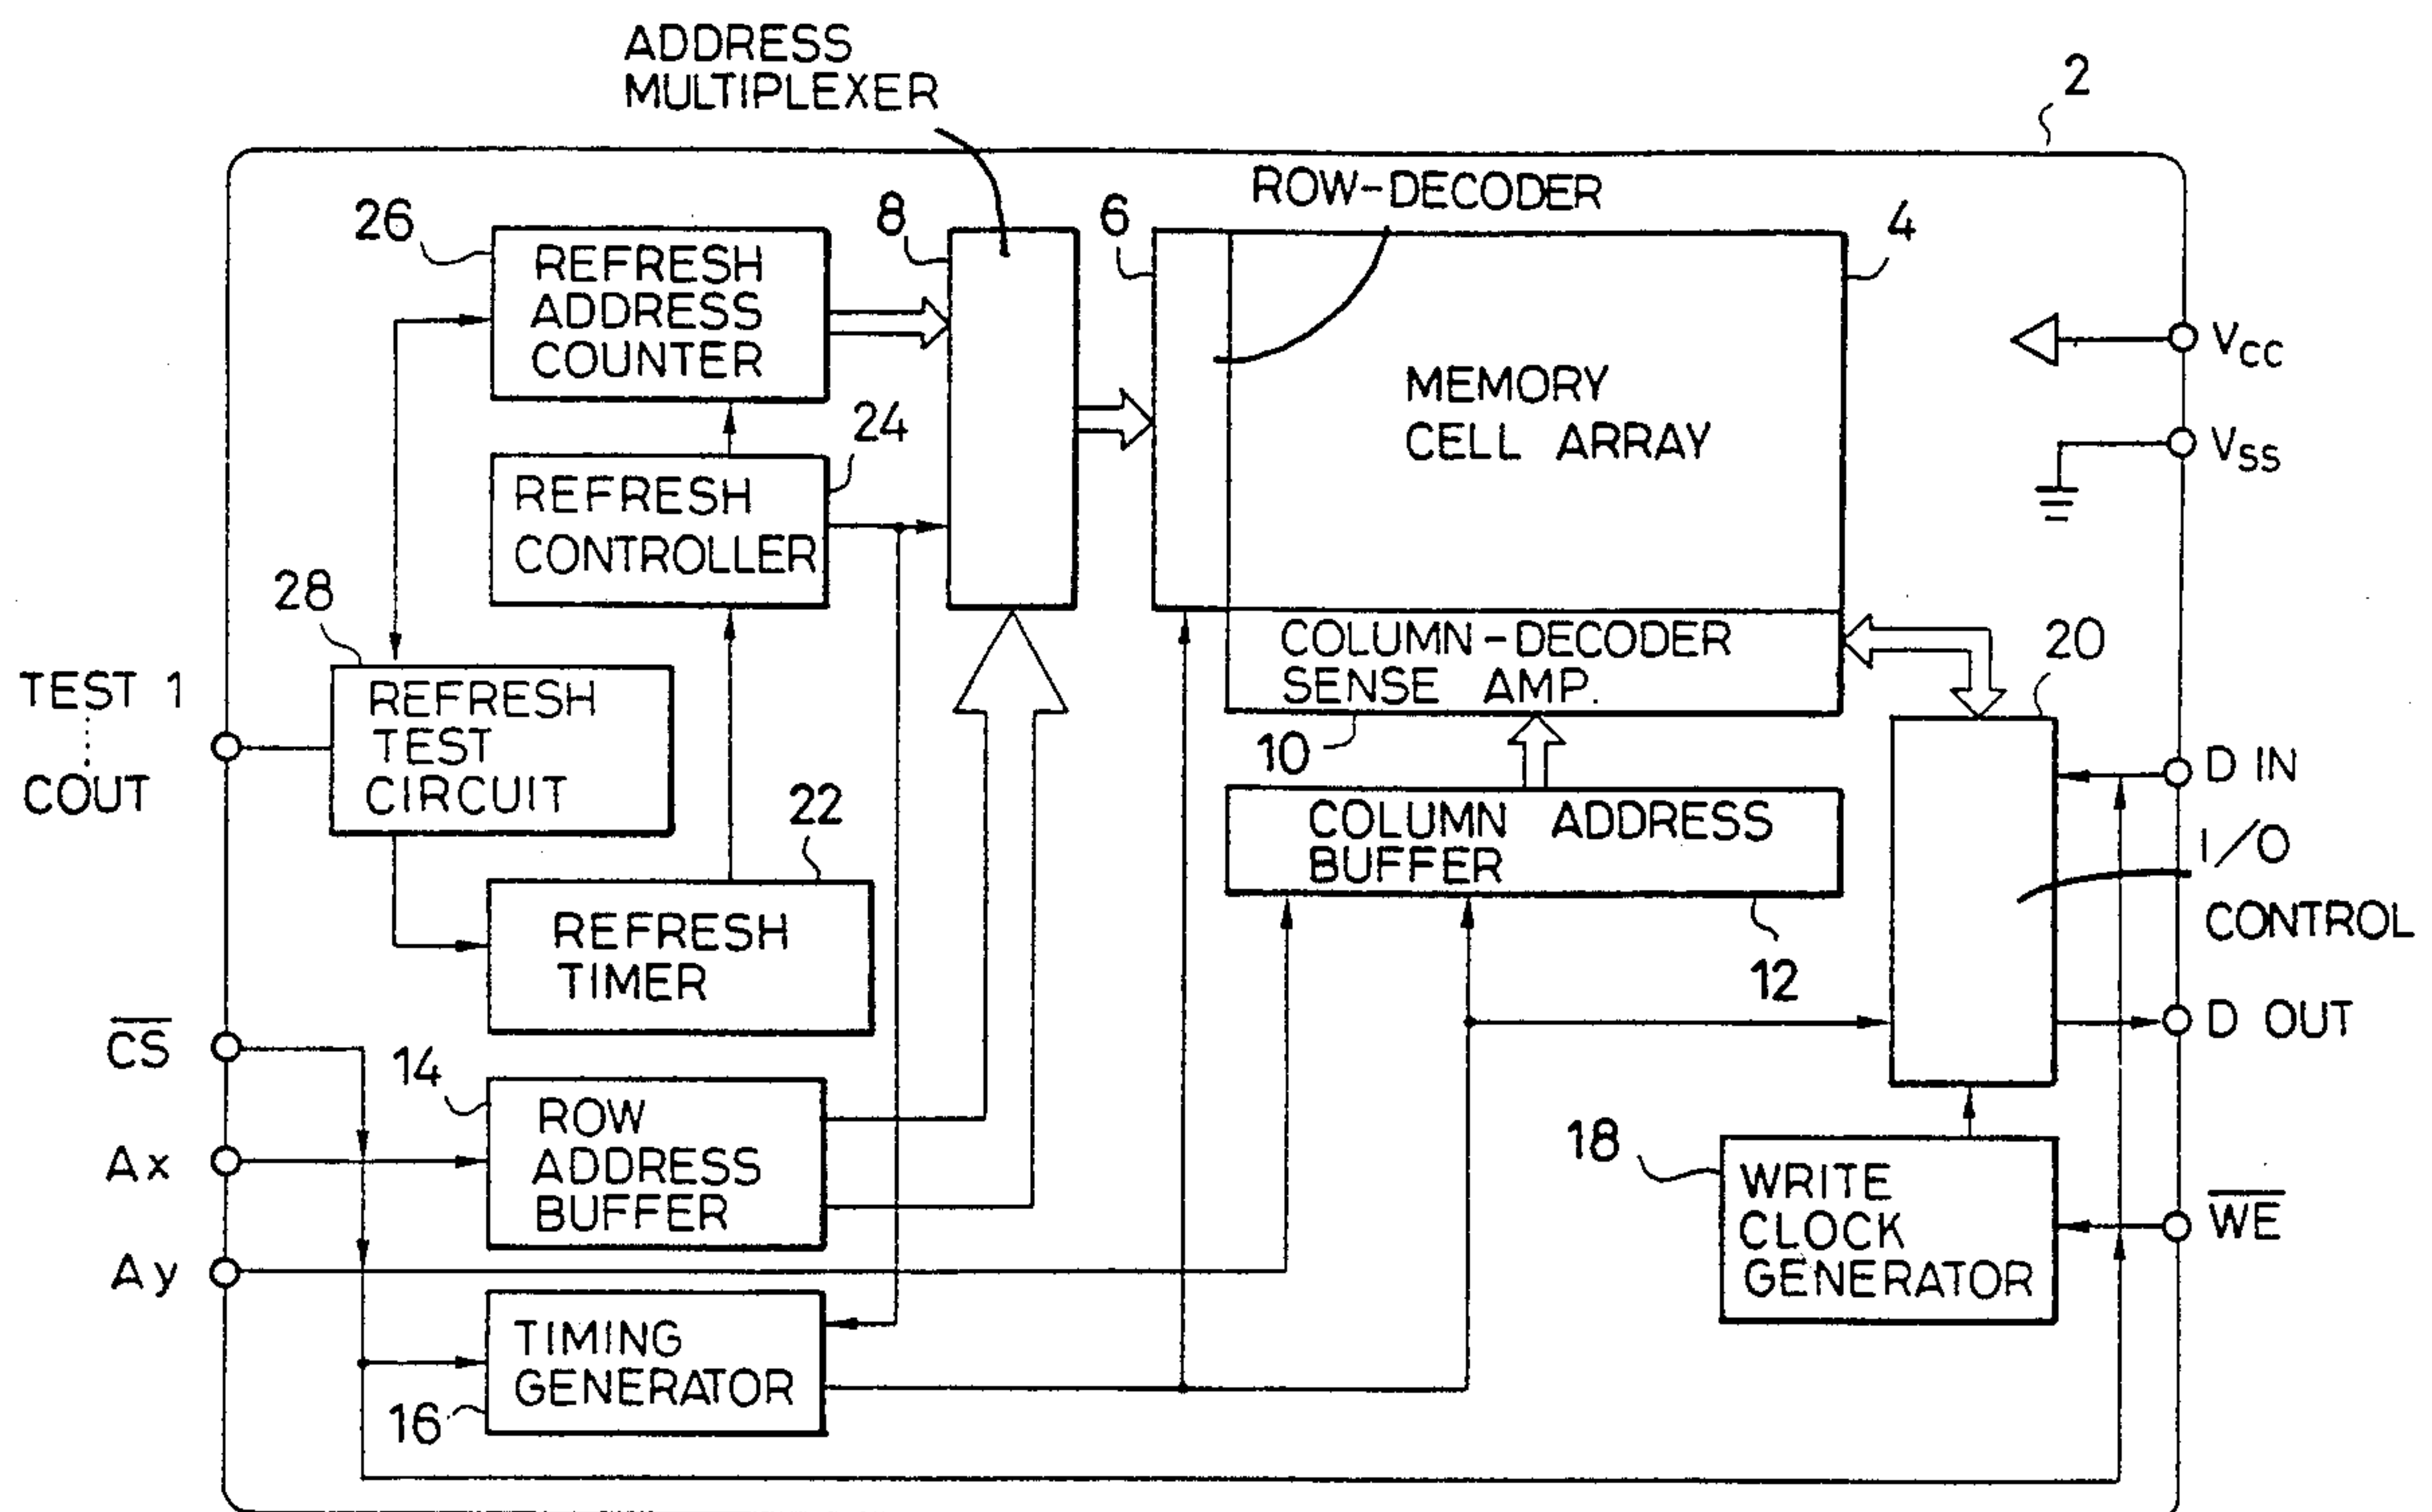 ADDRESS
MULTIPLEXER
2
ROW-DECODER
26
8
6
4
REFRESH
ADDRESS
COUNTER
24
MEMORY
CELL ARRAY
VCC
VSS
REFRESH
CONTROLLER
28
TEST 1
COUT
REFRESH
TEST
CIRCUIT
COLUMN-DECODER
SENSE AMP.
10
20
22
COLUMN ADDRESS
BUFFER
12
D IN
I/O
CONTROL
D OUT
REFRESH
TIMER
C̅S̅
14
Ax
ROW
ADDRESS
BUFFER
Ay
18
WRITE
CLOCK
GENERATOR
W̅E̅
TIMING
GENERATOR
16